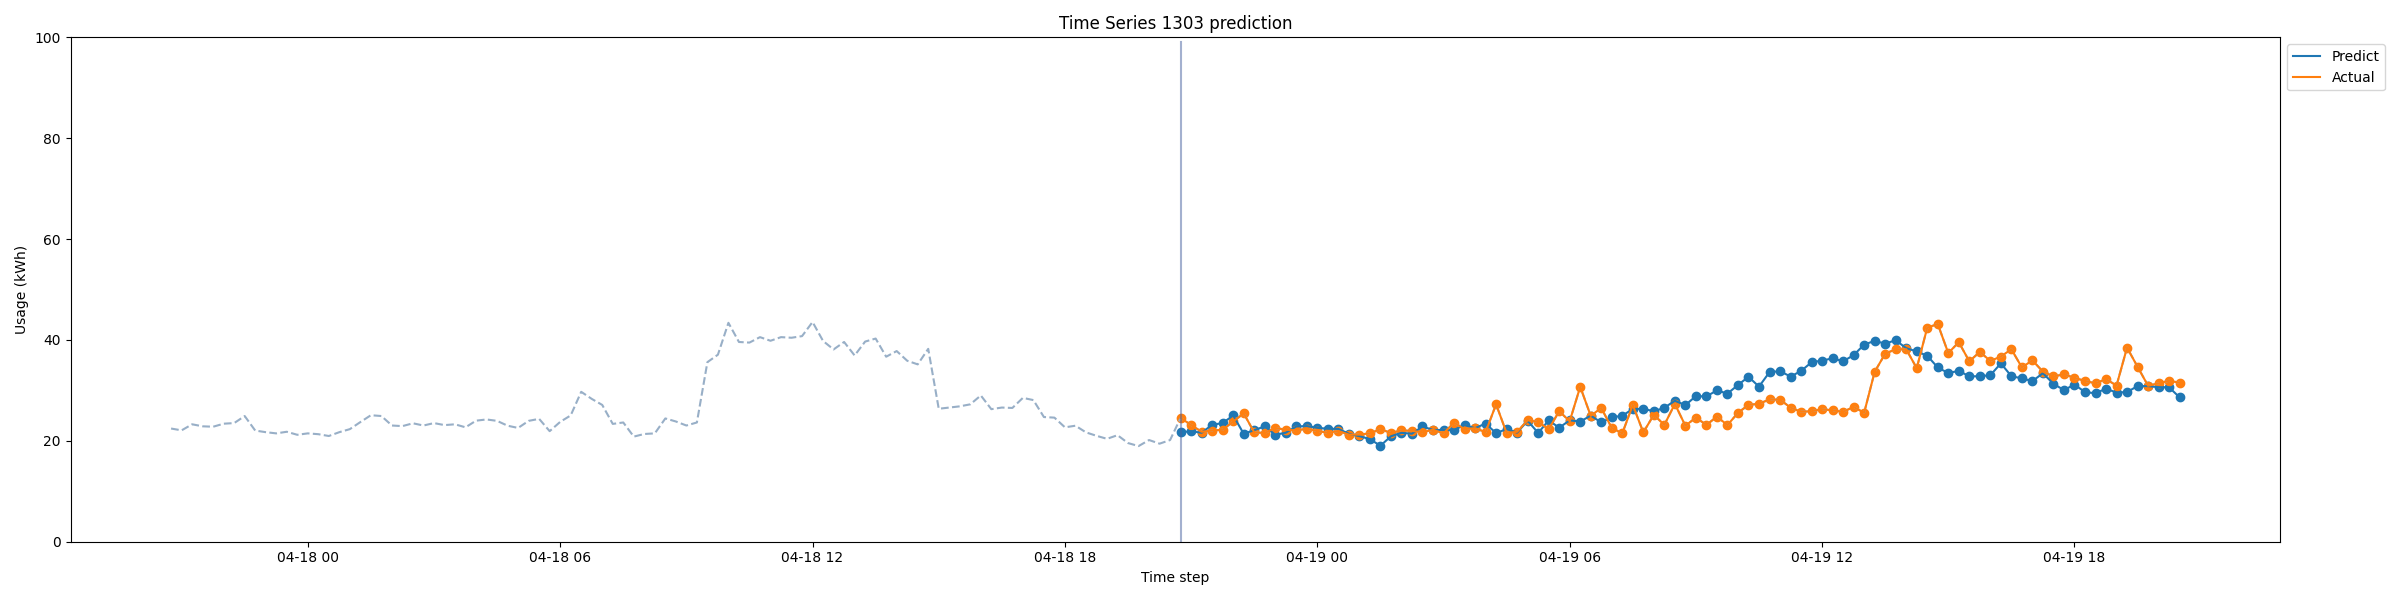 Time Series 1303 prediction
100
80
60
40
20
0
Usage (kWh)
04-18 00
04-18 06
04-18 12
04-18 18
04-19 00
04-19 06
04-19 12
04-19 18
Time step
Predict
Actual